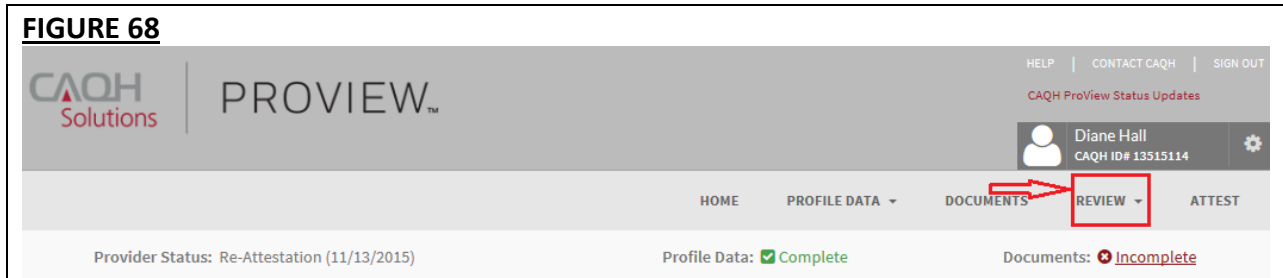 FIGURE 68
HELP | CONTACT CAQH | SIGN OUT
CAQH Solutions
PROVIEW™
CAQH ProView Status Updates
Diane Hall
CAQH ID# 13515114
HOME PROFILE DATA DOCUMENTS REVIEW ATTEST
Provider Status: Re-Attestation (11/13/2015) Profile Data: Complete Documents: Incomplete